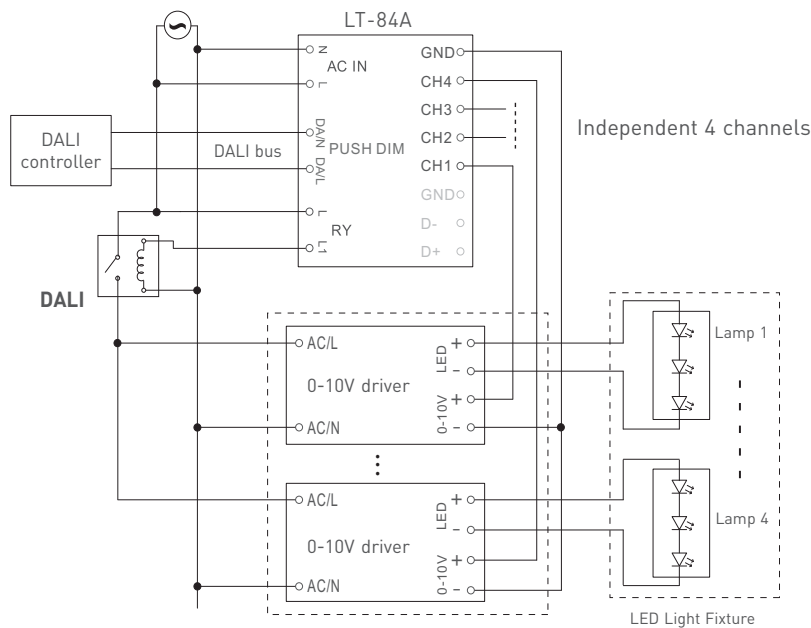 LT-84A
N
AC IN
L
DA/N
PUSH DIM
DA/L
L
RY
L1
GND
CH4
CH3
CH2
CH1
GND
D-
D+
Independent 4 channels
DALI
controller
DALI bus
DALI
AC/L
0-10V driver
AC/N
LED
+
-
0-10V
+
-
Lamp 1
AC/L
0-10V driver
AC/N
LED
+
-
0-10V
+
-
Lamp 4
LED Light Fixture